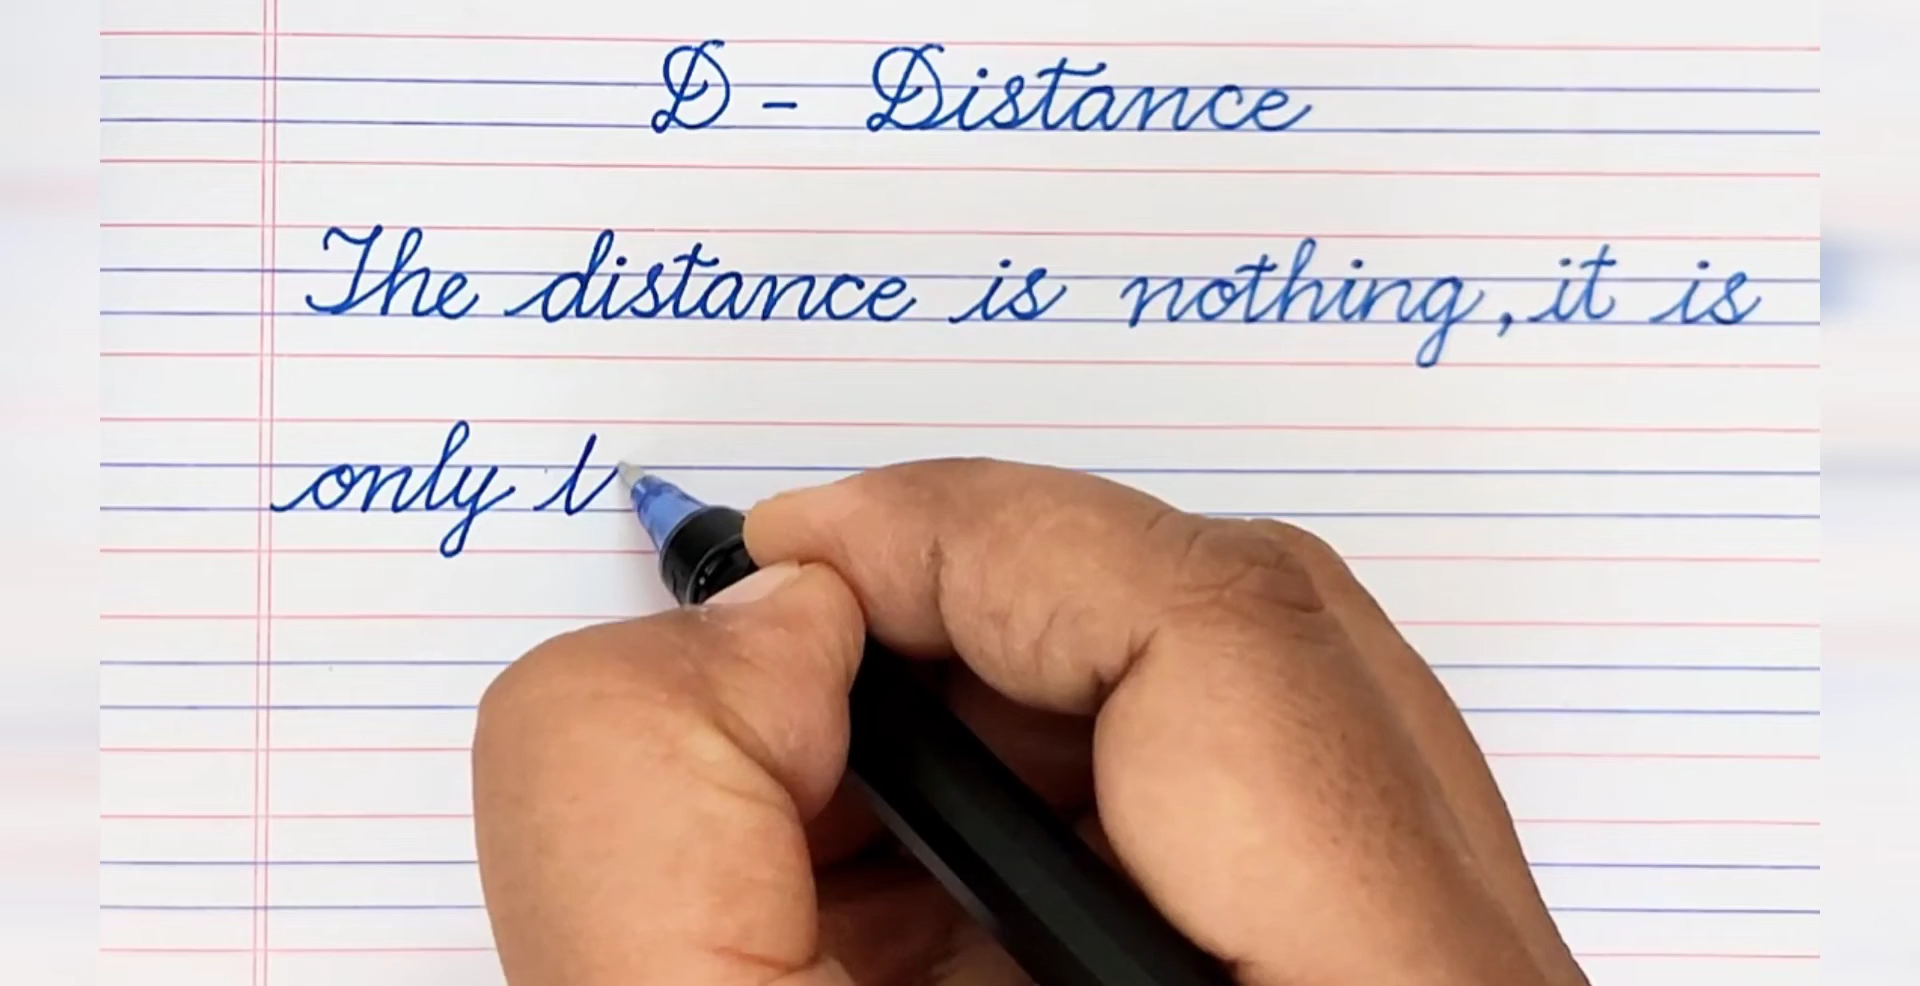 D - Distance
The distance is nothing, it is
only